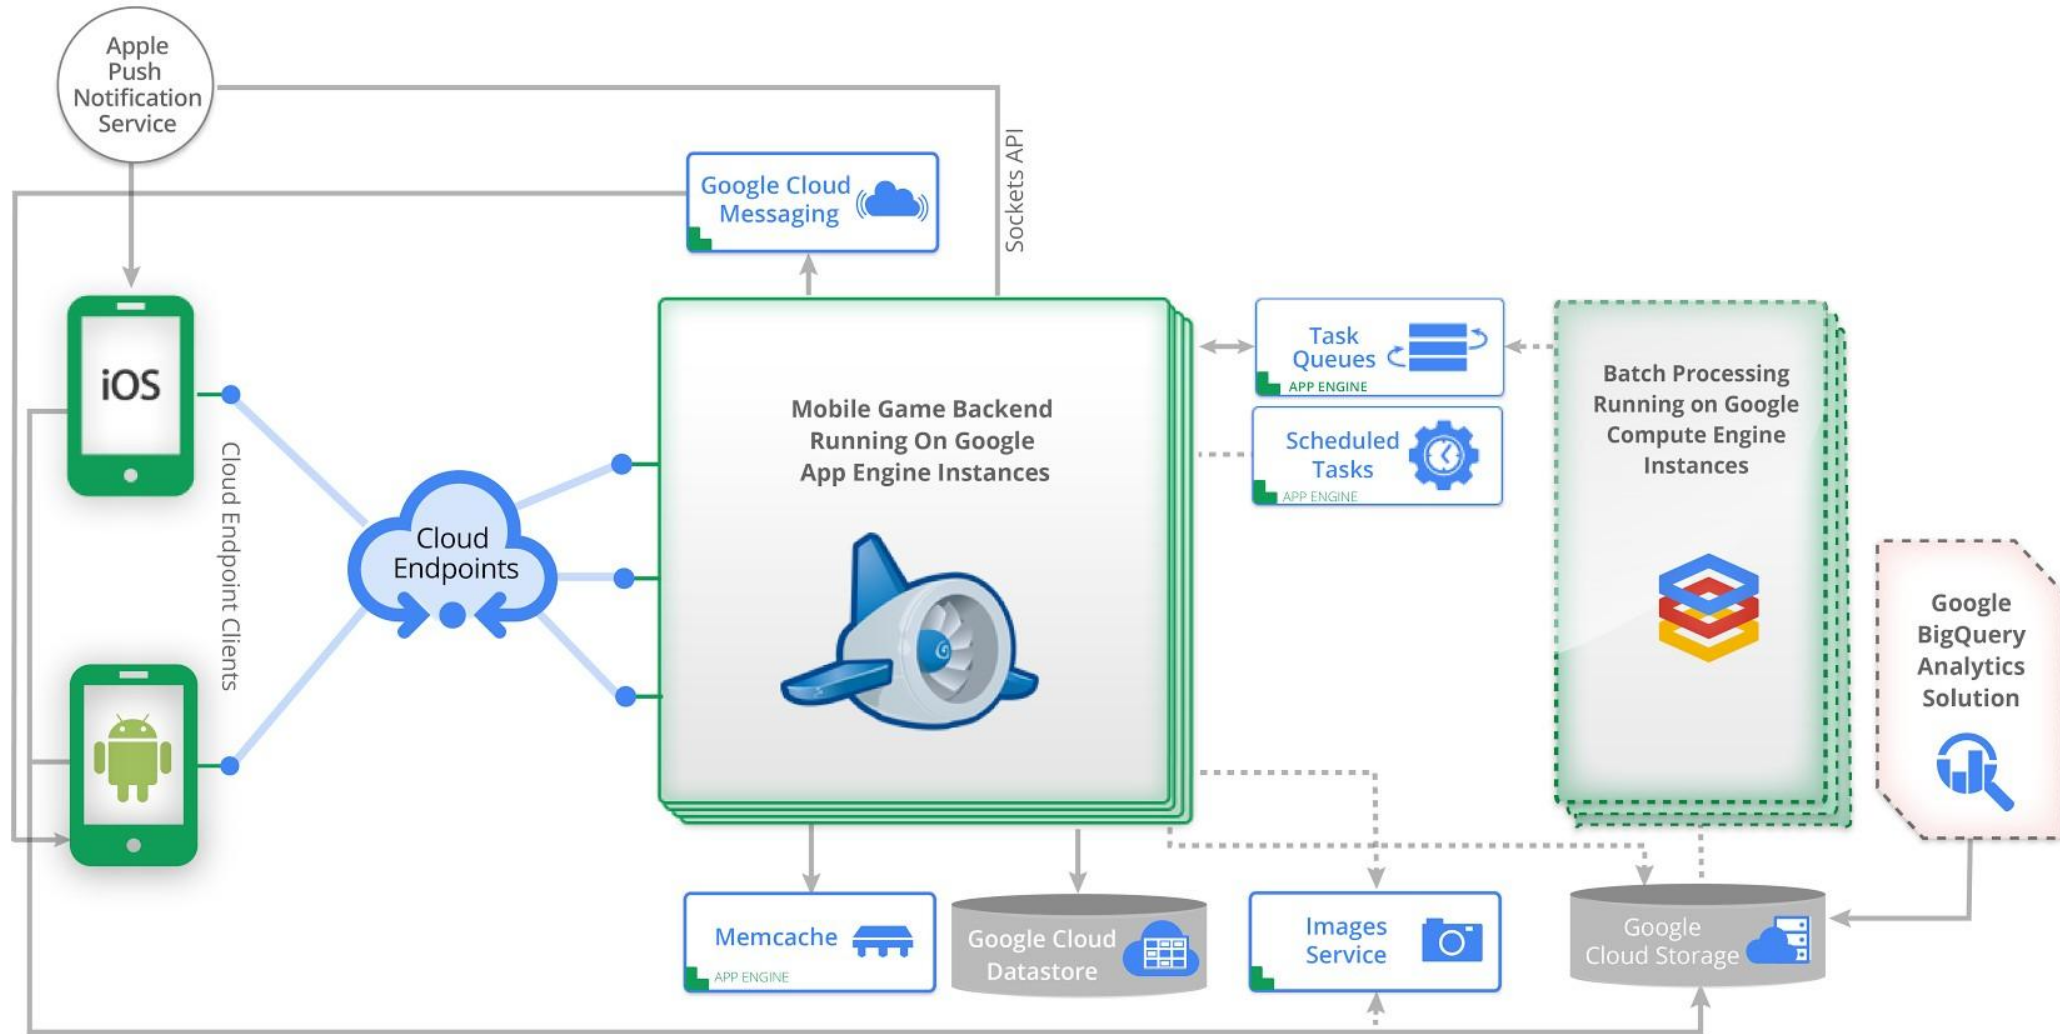 Apple
Push
Notification
Service
Google Cloud
Messaging
Sockets API
iOS
Cloud Endpoint Clients
Cloud
Endpoints
Mobile Game Backend
Running On Google
App Engine Instances
Task
Queues
APP ENGINE
Scheduled
Tasks
APP ENGINE
Batch Processing
Running on Google
Compute Engine
Instances
Google
BigQuery
Analytics
Solution
Memcache
APP ENGINE
Google Cloud
Datastore
Images
Service
Google
Cloud Storage